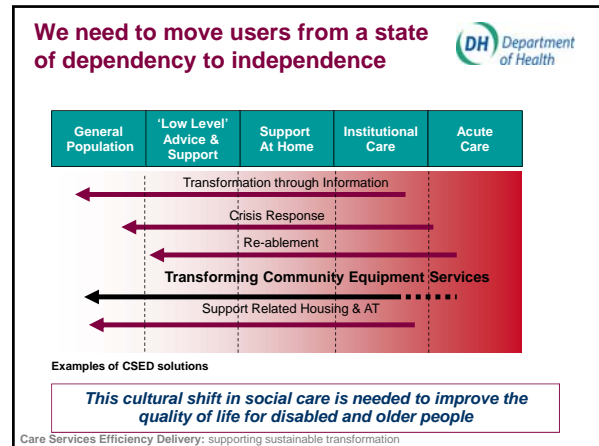 We need to move users from a state
of dependency to independence
DH Department
of Health
General
Population
'Low Level'
Advice &
Support
Support
At Home
Institutional
Care
Acute
Care
Transformation through Information
Crisis Response
Re-ablement
Transforming Community Equipment Services
Support Related Housing & AT
Examples of CSED solutions
This cultural shift in social care is needed to improve the
quality of life for disabled and older people
Care Services Efficiency Delivery: supporting sustainable transformation